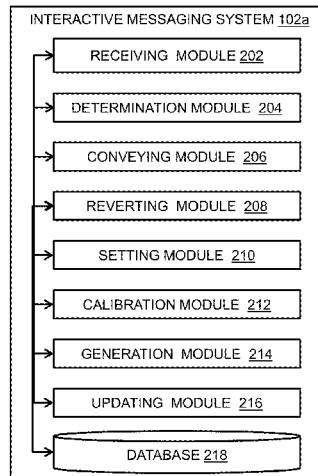 INTERACTIVE MESSAGING SYSTEM 102a
RECEIVING MODULE 202
DETERMINATION MODULE 204
CONVEYING MODULE 206
REVERTING MODULE 208
SETTING MODULE 210
CALIBRATION MODULE 212
GENERATION MODULE 214
UPDATING MODULE 216
DATABASE 218